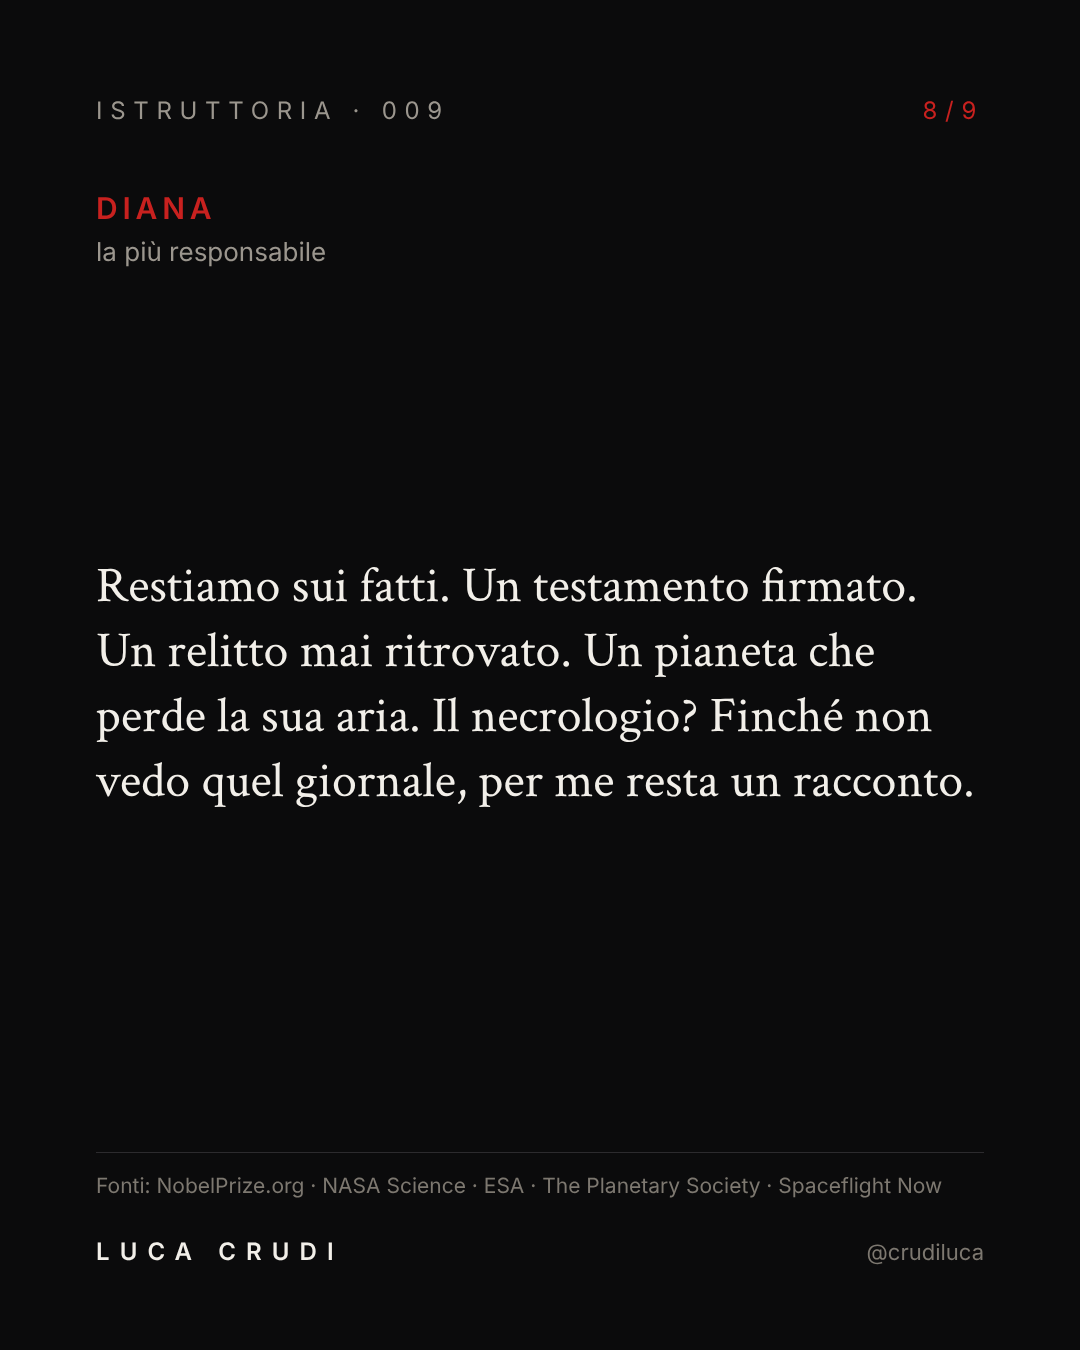 ISTRUTTORIA · 009
8/9
DIANA
la più responsabile
Restiamo sui fatti. Un testamento firmato.
Un relitto mai ritrovato. Un pianeta che
perde la sua aria. Il necrologio? Finché non
vedo quel giornale, per me resta un racconto.
Fonti: NobelPrize.org · NASA Science · ESA · The Planetary Society · Spaceflight Now
LUCA CRUDI
@crudiluca